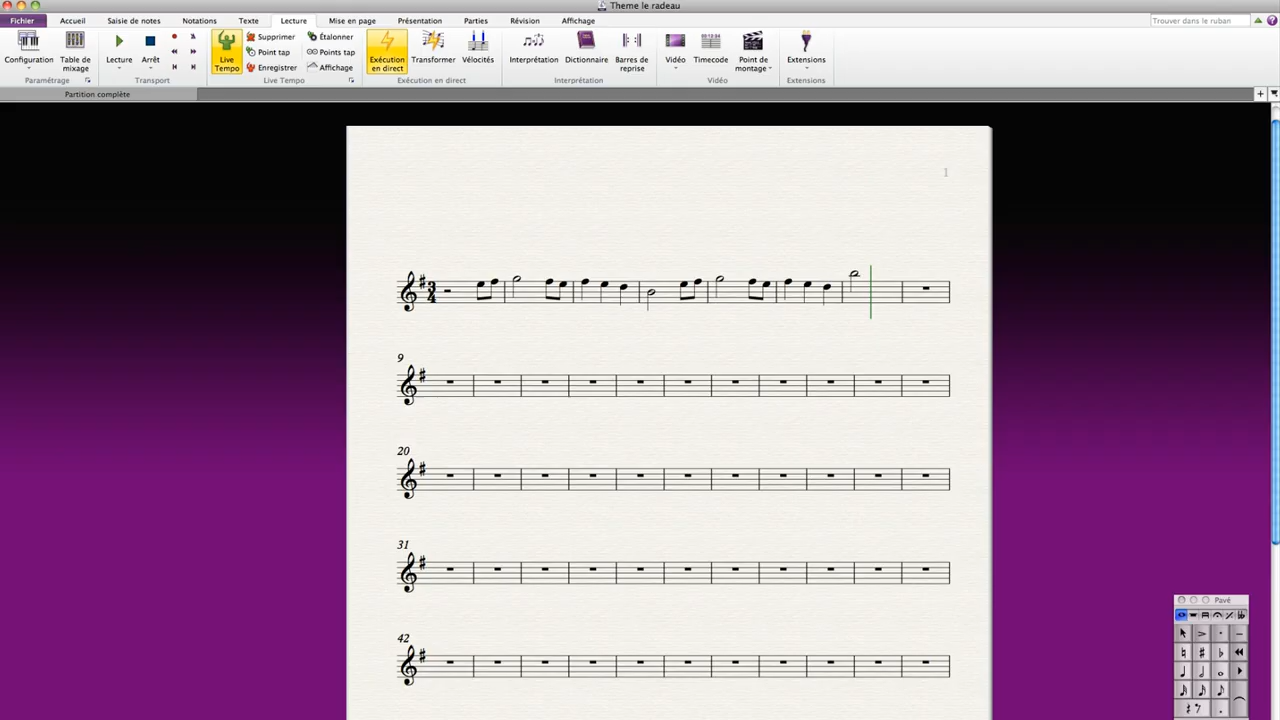 Theme le radeau
Fichier Accueil Saisie de notes Notations Texte Lecture Mise en page Présentation Parties Révision Affichage Trouver dans le ruban
Configuration Table de mixage Lecture Arrêt Live Tempo Supprimer Point tap Enregistrer Étalonner Points tap Affichage Exécution en direct Transformer Vélocités Interprétation Dictionnaire Barres de reprise Vidéo Timecode Point de montage Extensions
Paramétrage Transport Live Tempo Exécution en direct Interprétation Vidéo Extensions
Partition complète
1
3
4
9
20
31
42
Pavé